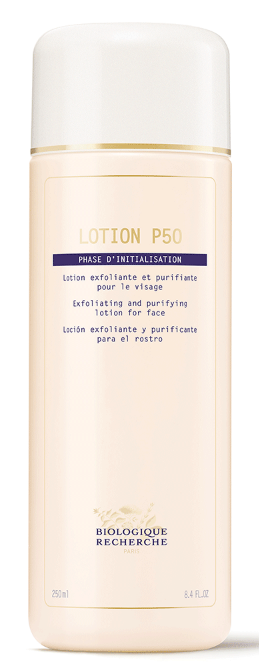 LOTION P50
PHASE D'INITIALISATION
Lotion exfoliante et purifiante
pour le visage
Exfoliating and purifying
lotion for face
Loción exfoliante y purificante
para el rostro
BIOLOGIQUE
RECHERCHE
PARIS
250ml 8.4 fl.oz